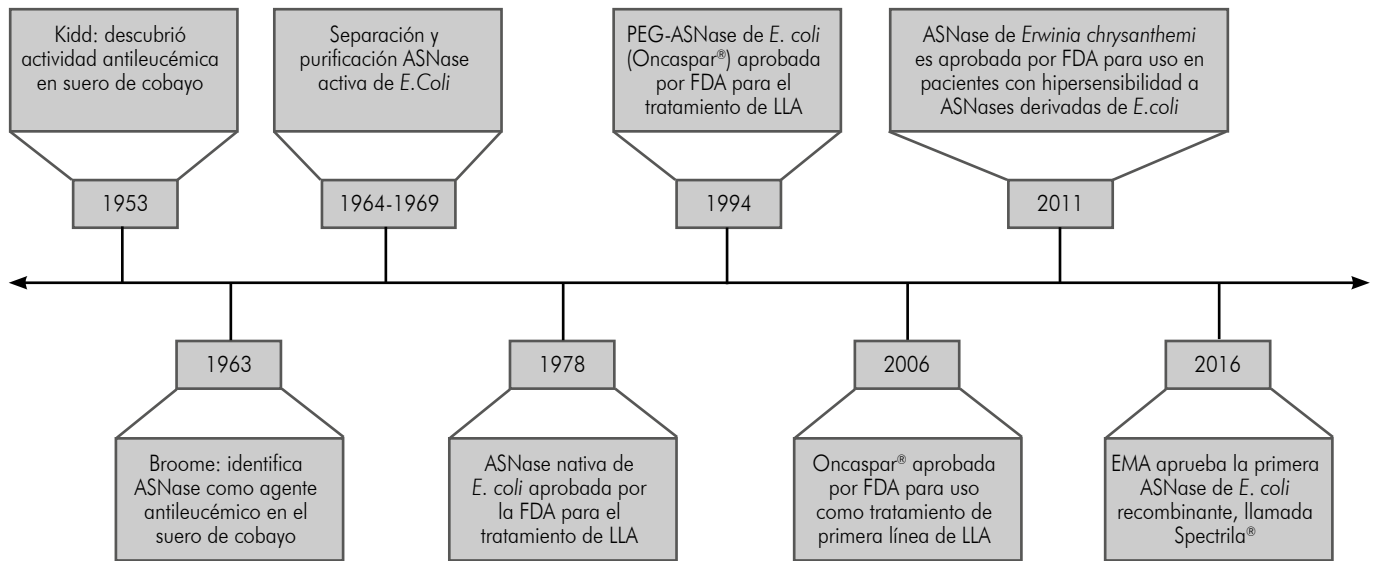 Kidd: descubrió
actividad antileucémica
en suero de cobayo
1953
Separación y
purificación ASNase
activa de E.Coli
1964-1969
PEG-ASNase de E. coli
(Oncaspar®) aprobada
por FDA para el
tratamiento de LLA
1994
ASNase de Erwinia chrysanthemi
es aprobada por FDA para uso en
pacientes con hipersensibilidad a
ASNases derivadas de E.coli
2011
1963
Broome: identifica
ASNase como agente
antileucémico en el
suero de cobayo
1978
ASNase nativa de
E. coli aprobada por
la FDA para el
tratamiento de LLA
2006
Oncaspar® aprobada
por FDA para uso
como tratamiento de
primera línea de LLA
2016
EMA aprueba la primera
ASNase de E. coli
recombinante, llamada
Spectrila®